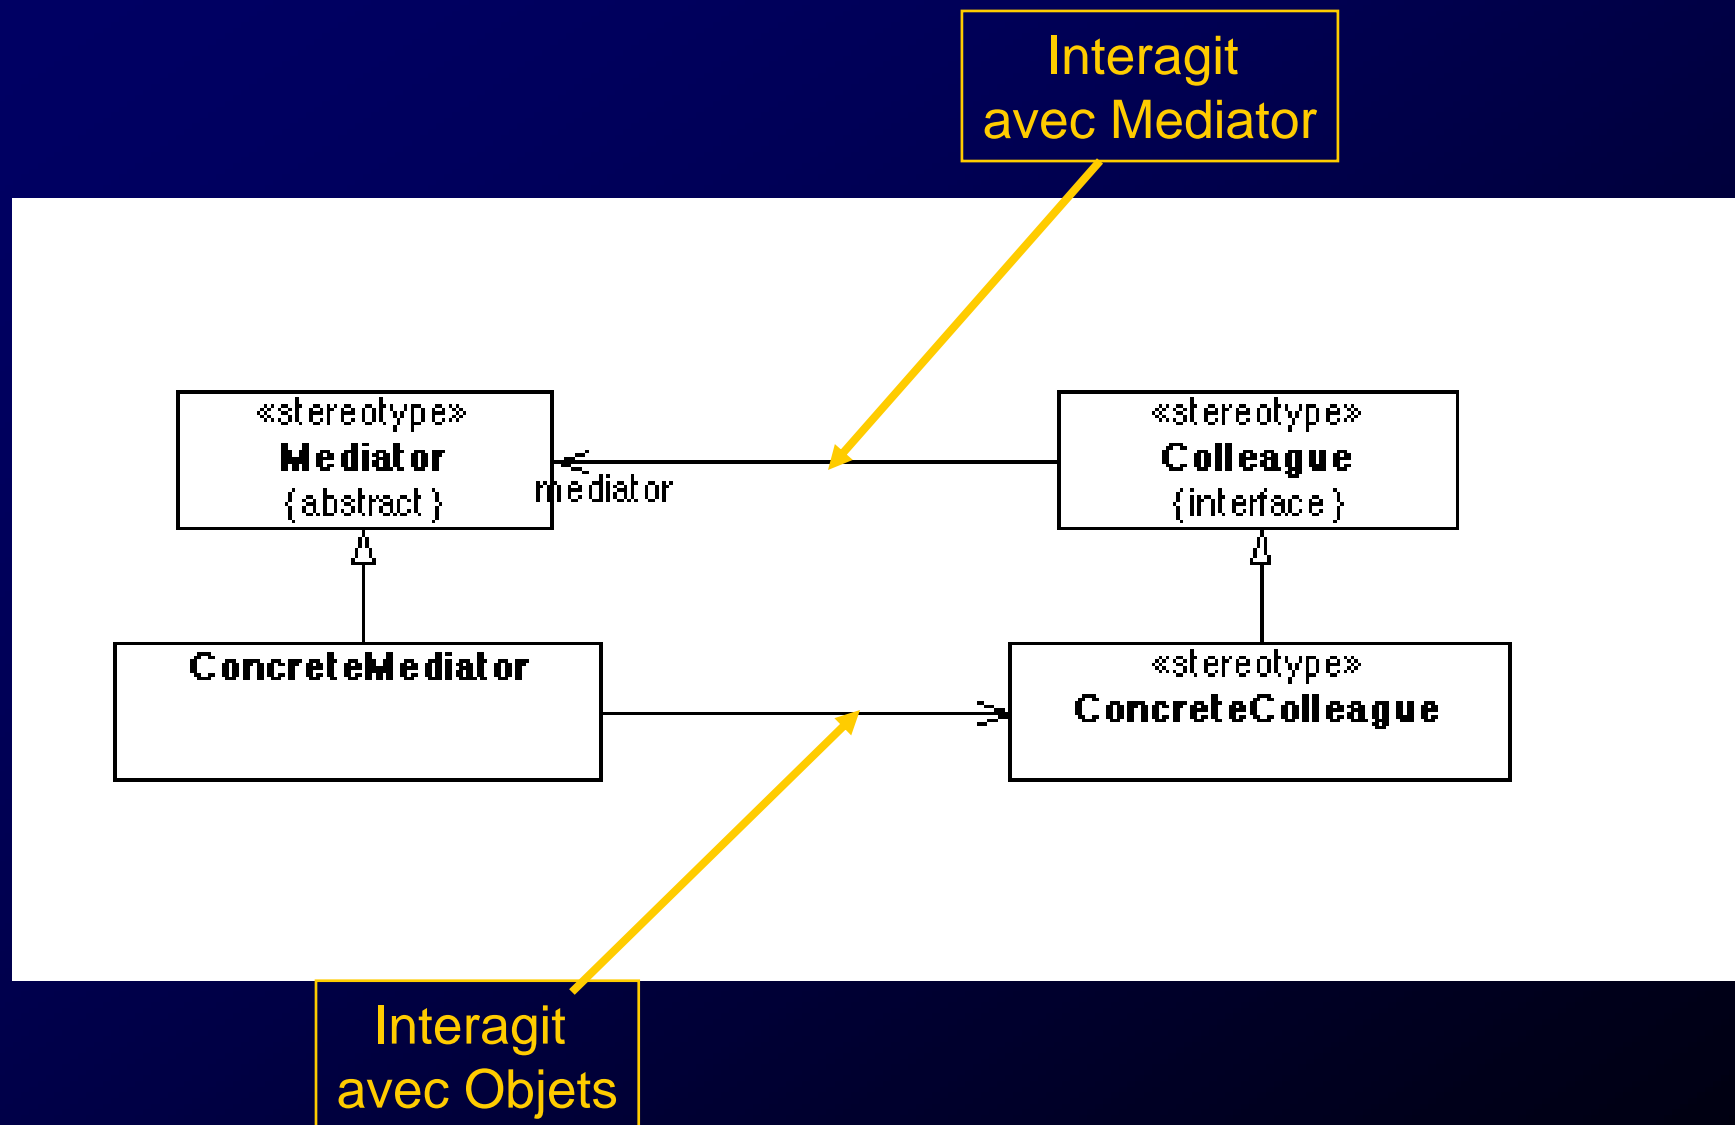 Interagit
avec Mediator
«stereotype»
Mediator
{abstract}
mediator
«stereotype»
Colleague
{interface}
ConcreteMediator
«stereotype»
ConcreteColleague
Interagit
avec Objets